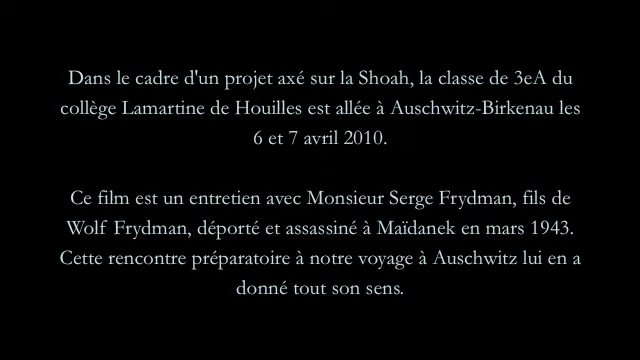 Dans le cadre d'un projet axé sur la Shoah, la classe de 3eA du
collège Lamartine de Houilles est allée à Auschwitz-Birkenau les
6 et 7 avril 2010.
Ce film est un entretien avec Monsieur Serge Frydman, fils de
Wolf Frydman, déporté et assassiné à Maïdanek en mars 1943.
Cette rencontre préparatoire à notre voyage à Auschwitz lui en a
donné tout son sens.